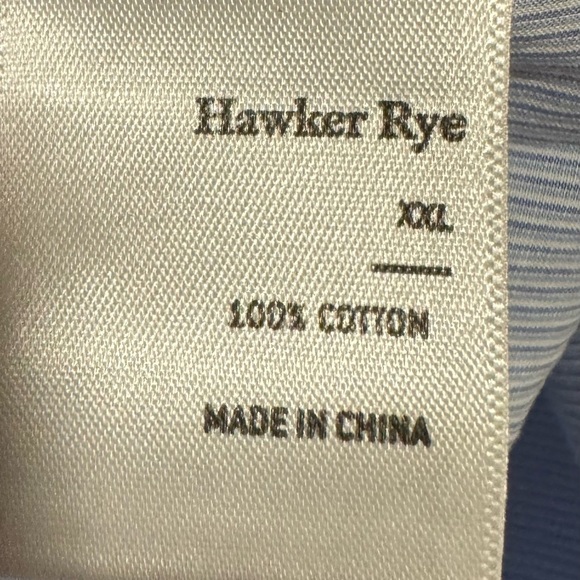 Hawker Rye
XXL
100% COTTON
MADE IN CHINA